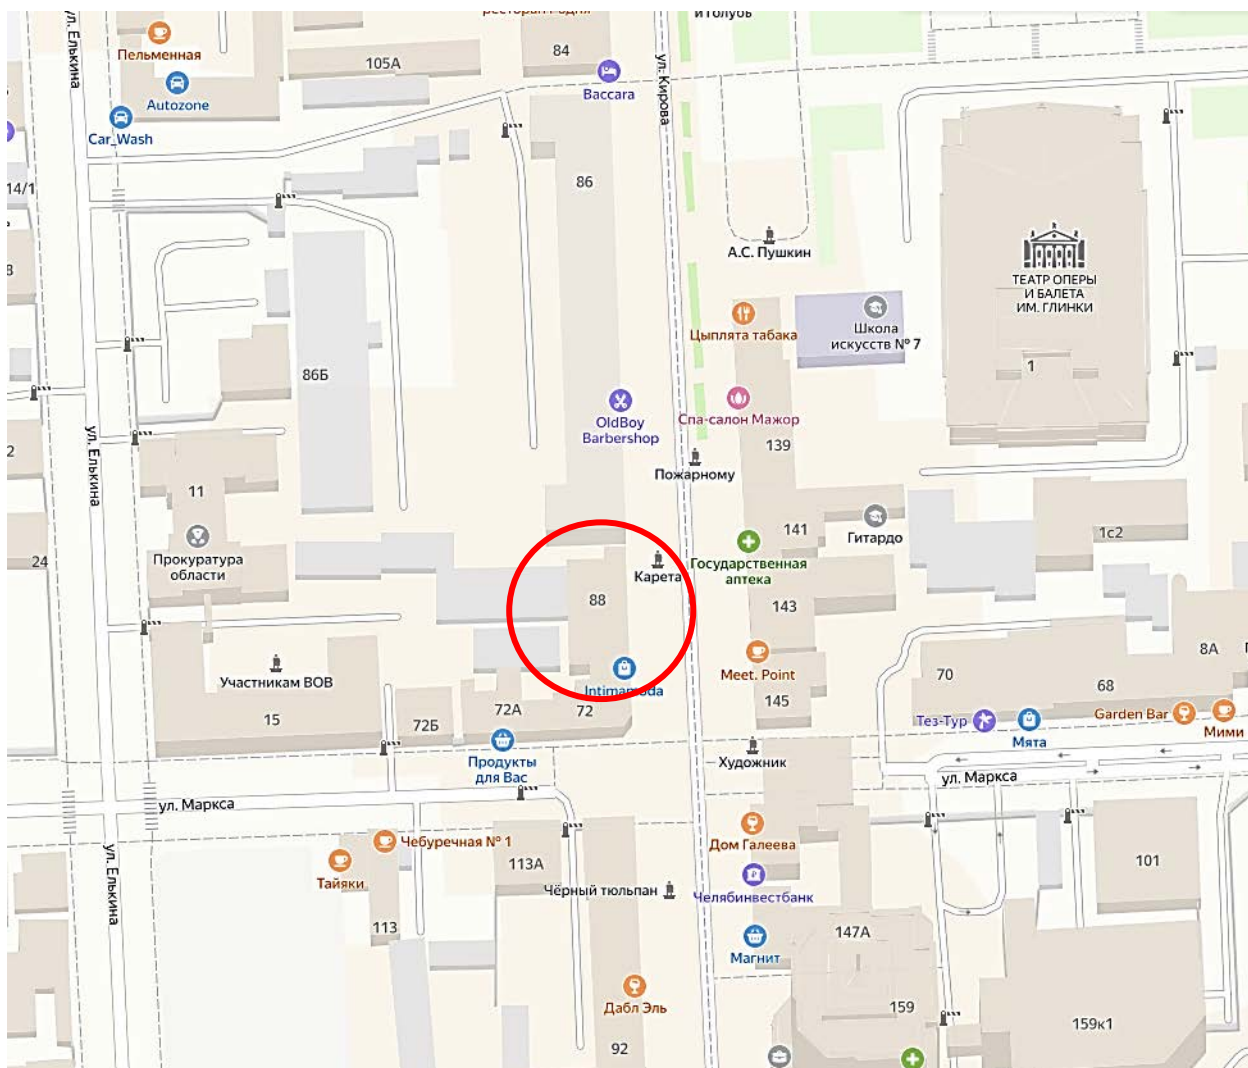 ресторан Родня
и голубь
ул. Елькина
Пельменная
105А
84
ул. Кирова
Autozone
Baccara
Car_Wash
86
14/1
А.С. Пушкин
ТЕАТР ОПЕРЫ
И БАЛЕТА
ИМ. ГЛИНКИ
8
Цыплята табака
Школа
искусств № 7
86Б
1
OldBoy
Barbershop
Спа-салон Мажор
139
ул. Елькина
2
Пожарному
11
141
Гитардо
1с2
24
Прокуратура
области
Карета
Государственная
аптека
88
143
8А
Участникам ВОВ
Meet. Point
70
68
Intimamoda
145
15
72Б
72А
72
Тез-Тур
Мята
Garden Bar
Мими
Продукты
для Вас
Художник
ул. Маркса
ул. Маркса
Чебуречная № 1
Дом Галеева
ул. Елькина
Тайяки
113А
101
Чёрный тюльпан
Челябинвестбанк
113
147А
Магнит
Дабл Эль
159
159к1
92